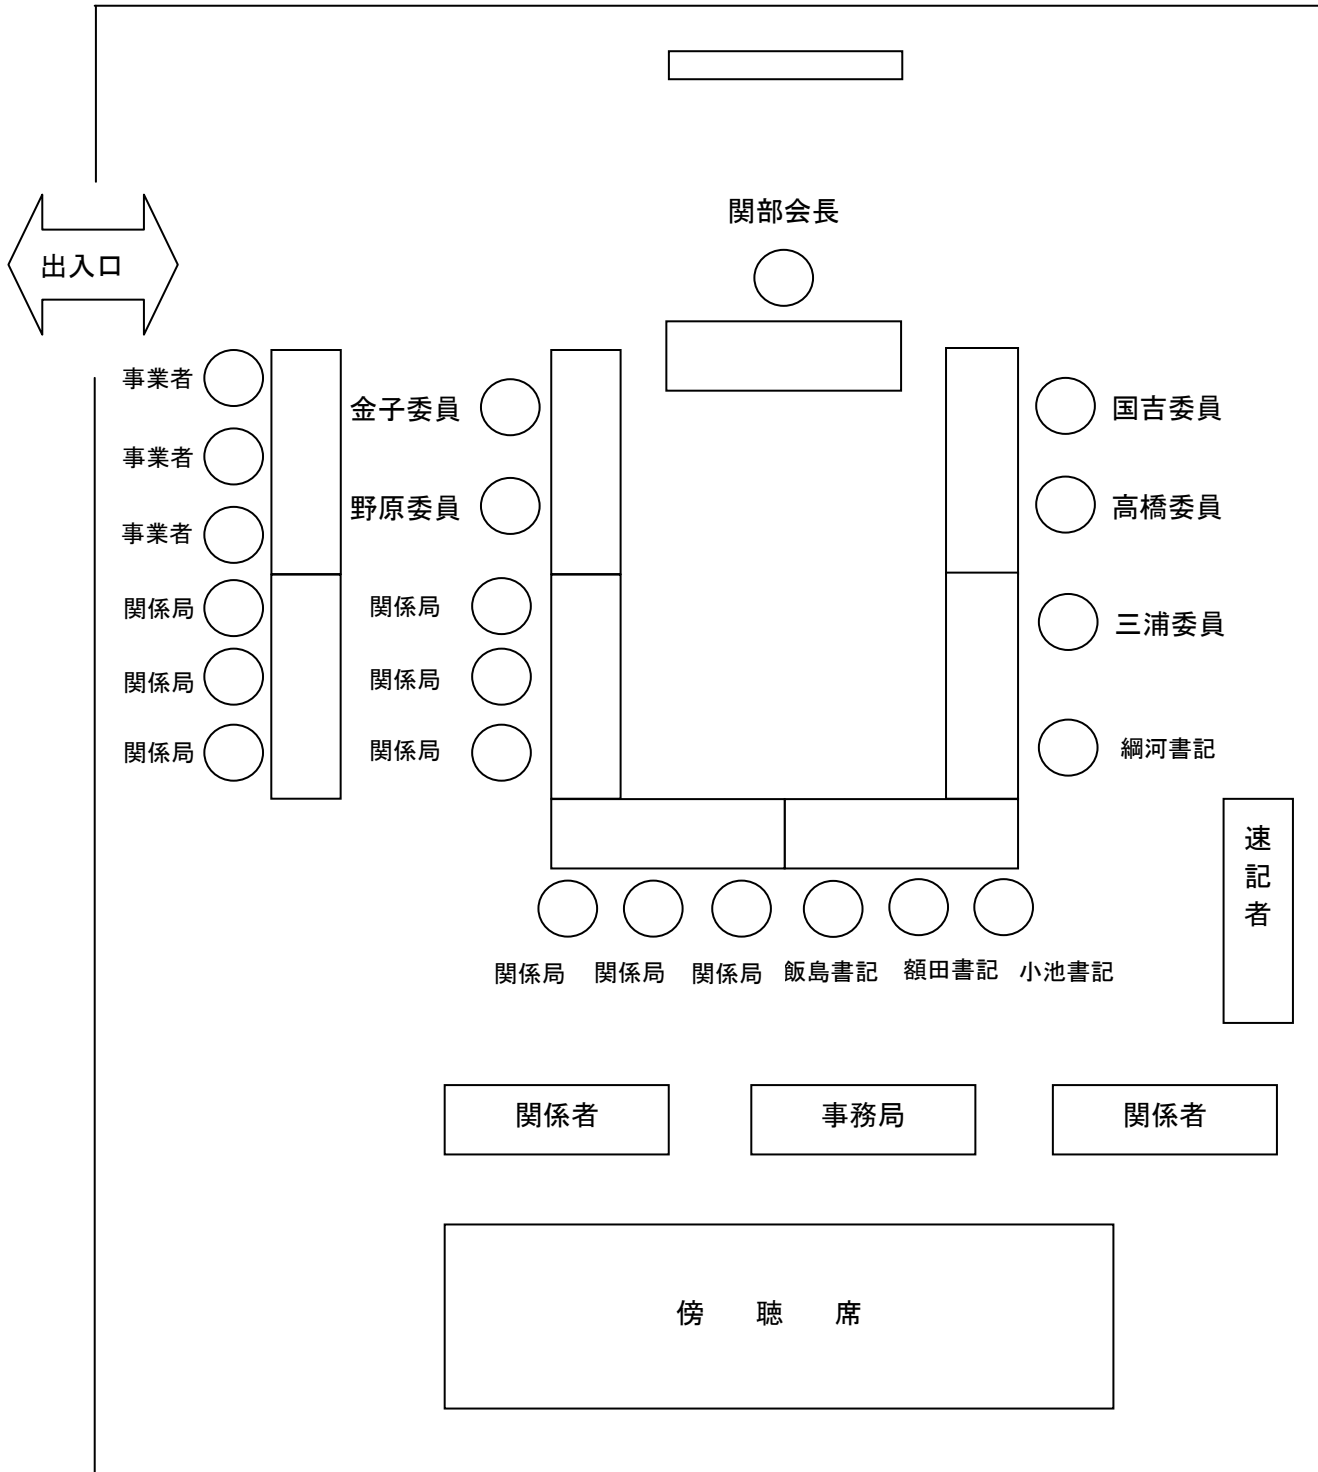 関部会長
出入口
事業者
金子委員
国吉委員
事業者
野原委員
高橋委員
事業者
関係局
関係局
三浦委員
関係局
関係局
関係局
関係局
綱河書記
速記者
関係局
関係局
関係局
飯島書記
額田書記
小池書記
関係者
事務局
関係者
傍 聴 席